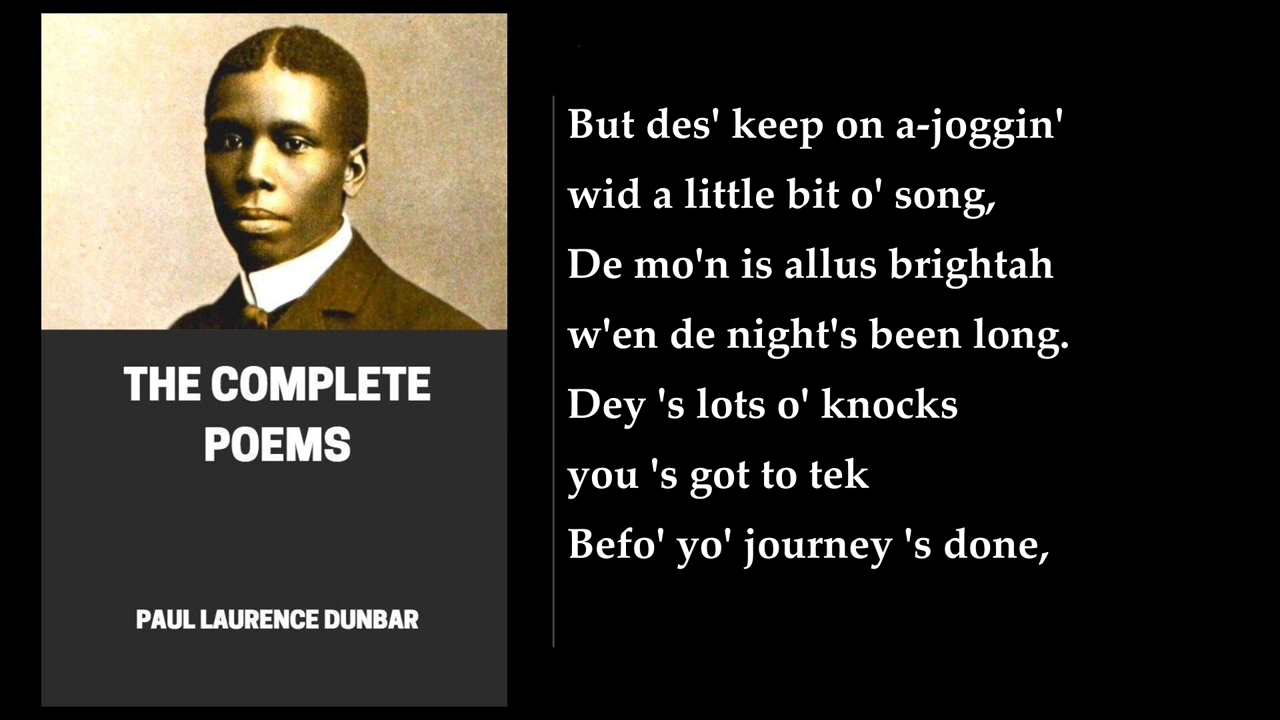 THE COMPLETE
POEMS
PAUL LAURENCE DUNBAR
But des' keep on a-joggin'
wid a little bit o' song,
De mo'n is allus brightah
w'en de night's been long.
Dey 's lots o' knocks
you 's got to tek
Befo' yo' journey 's done,